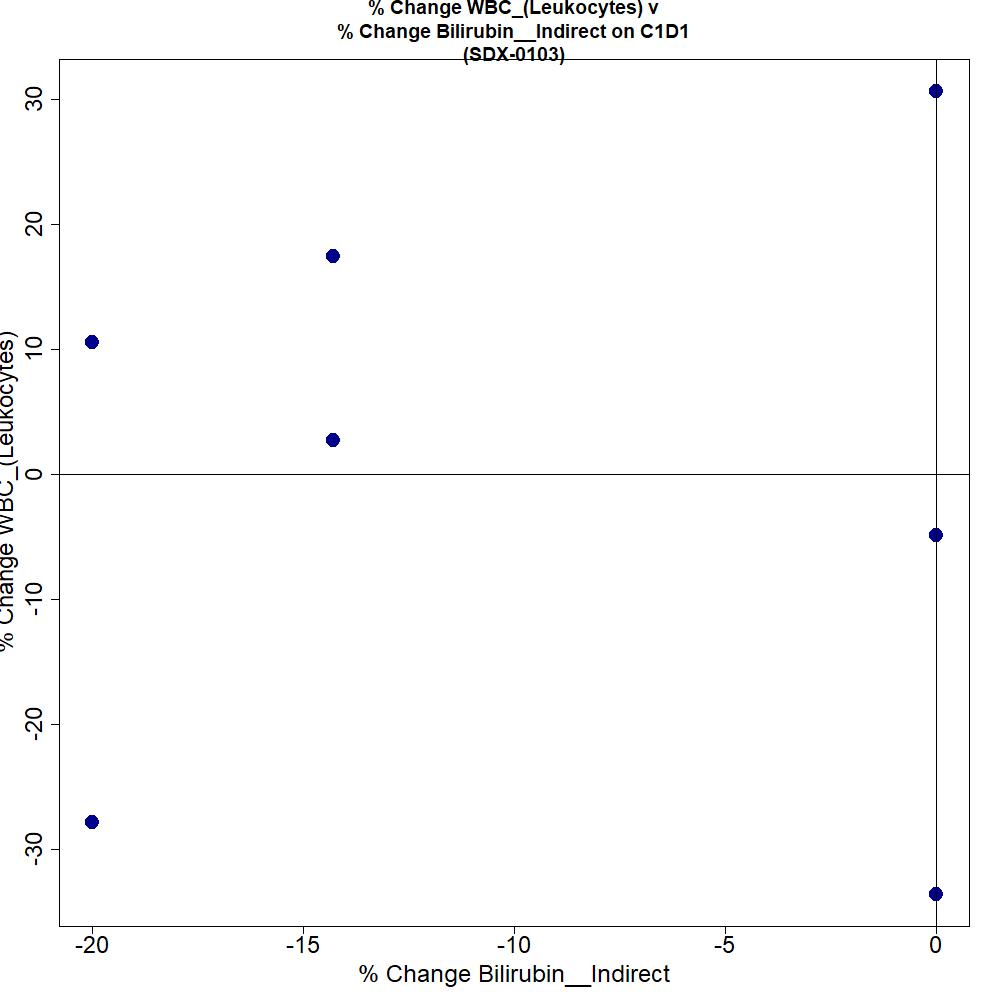 % Change WBC_(Leukocytes) v
% Change Bilirubin__Indirect on C1D1
(SDX-0103)
30
20
10
0
-10
-20
-30
% Change WBC_(Leukocytes)
-20 -15 -10 -5 0
% Change Bilirubin__Indirect